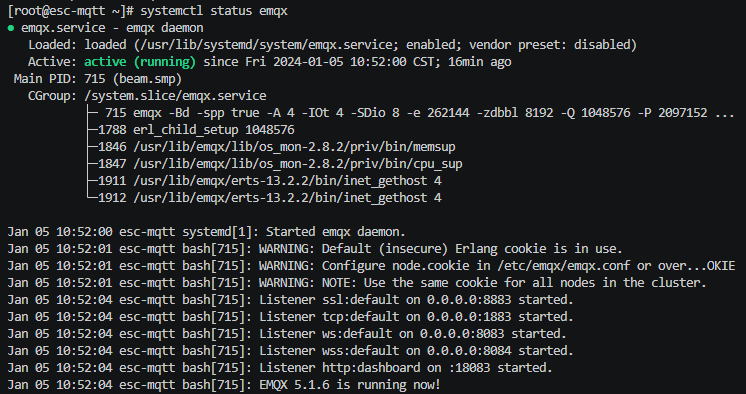 [root@esc-mqtt ~]# systemctl status emqx
● emqx.service - emqx daemon
Loaded: loaded (/usr/lib/systemd/system/emqx.service; enabled; vendor preset: disabled)
Active: active (running) since Fri 2024-01-05 10:52:00 CST; 16min ago
Main PID: 715 (beam.smp)
CGroup: /system.slice/emqx.service
├─ 715 emqx -Bd -spp true -A 4 -IOt 4 -SDio 8 -e 262144 -zdbbl 8192 -Q 1048576 -P 2097152 ...
├─1788 erl_child_setup 1048576
├─1846 /usr/lib/emqx/lib/os_mon-2.8.2/priv/bin/memsup
├─1847 /usr/lib/emqx/lib/os_mon-2.8.2/priv/bin/cpu_sup
├─1911 /usr/lib/emqx/erts-13.2.2/bin/inet_gethost 4
└─1912 /usr/lib/emqx/erts-13.2.2/bin/inet_gethost 4
Jan 05 10:52:00 esc-mqtt systemd[1]: Started emqx daemon.
Jan 05 10:52:01 esc-mqtt bash[715]: WARNING: Default (insecure) Erlang cookie is in use.
Jan 05 10:52:01 esc-mqtt bash[715]: WARNING: Configure node.cookie in /etc/emqx/emqx.conf or over...OKIE
Jan 05 10:52:01 esc-mqtt bash[715]: WARNING: NOTE: Use the same cookie for all nodes in the cluster.
Jan 05 10:52:04 esc-mqtt bash[715]: Listener ssl:default on 0.0.0.0:8883 started.
Jan 05 10:52:04 esc-mqtt bash[715]: Listener tcp:default on 0.0.0.0:1883 started.
Jan 05 10:52:04 esc-mqtt bash[715]: Listener ws:default on 0.0.0.0:8083 started.
Jan 05 10:52:04 esc-mqtt bash[715]: Listener wss:default on 0.0.0.0:8084 started.
Jan 05 10:52:04 esc-mqtt bash[715]: Listener http:dashboard on :18083 started.
Jan 05 10:52:04 esc-mqtt bash[715]: EMQX 5.1.6 is running now!